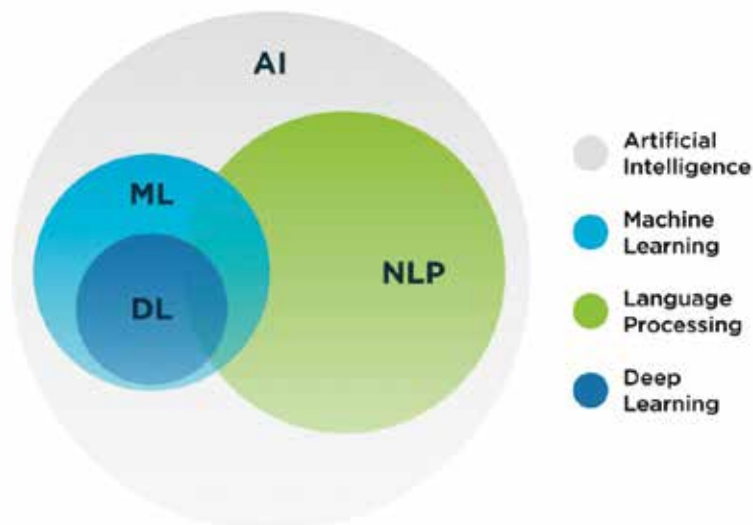 AI
ML
DL
NLP
Artificial
Intelligence
Machine
Learning
Language
Processing
Deep
Learning